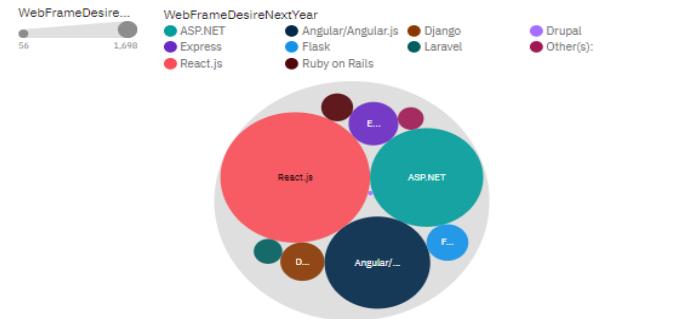 WebFrameDesire...
56 1,698
WebFrameDesireNextYear
ASP.NET Angular/Angular.js Django Drupal
Express Flask Laravel Other(s):
React.js Ruby on Rails
E...
React.js
ASP.NET
F...
D...
Angular/...